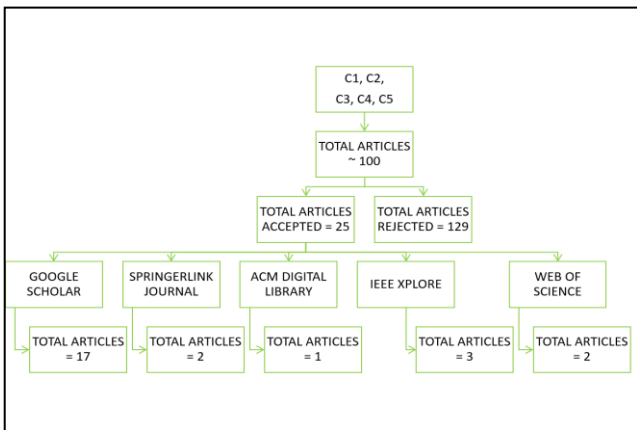 C1, C2,
C3, C4, C5
TOTAL ARTICLES
~ 100
TOTAL ARTICLES
ACCEPTED = 25
TOTAL ARTICLES
REJECTED = 129
GOOGLE
SCHOLAR
SPRINGERLINK
JOURNAL
ACM DIGITAL
LIBRARY
IEEE XPLORE
WEB OF
SCIENCE
TOTAL ARTICLES
= 17
TOTAL ARTICLES
= 2
TOTAL ARTICLES
= 1
TOTAL ARTICLES
= 3
TOTAL ARTICLES
= 2